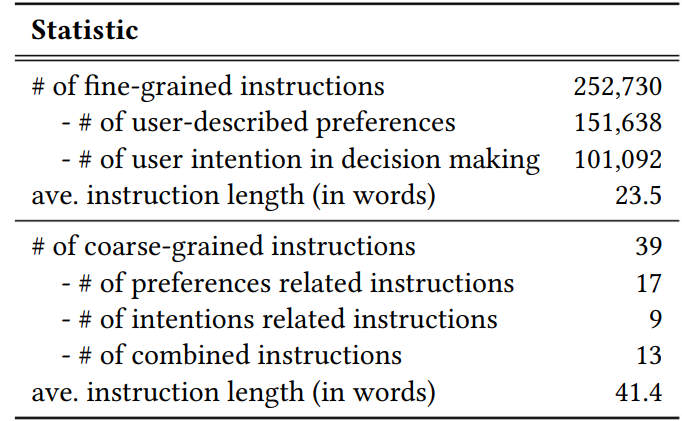 Statistic
# of fine-grained instructions 252,730
- # of user-described preferences 151,638
- # of user intention in decision making 101,092
ave. instruction length (in words) 23.5
# of coarse-grained instructions 39
- # of preferences related instructions 17
- # of intentions related instructions 9
- # of combined instructions 13
ave. instruction length (in words) 41.4